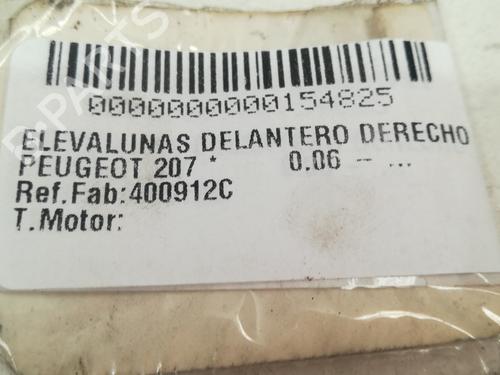 0000000000154825
ELEVALUNAS DELANTERO DERECHO
PEUGEOT 207 * 0.06 -- ...
Ref.Fab:400912C
T.Motor: